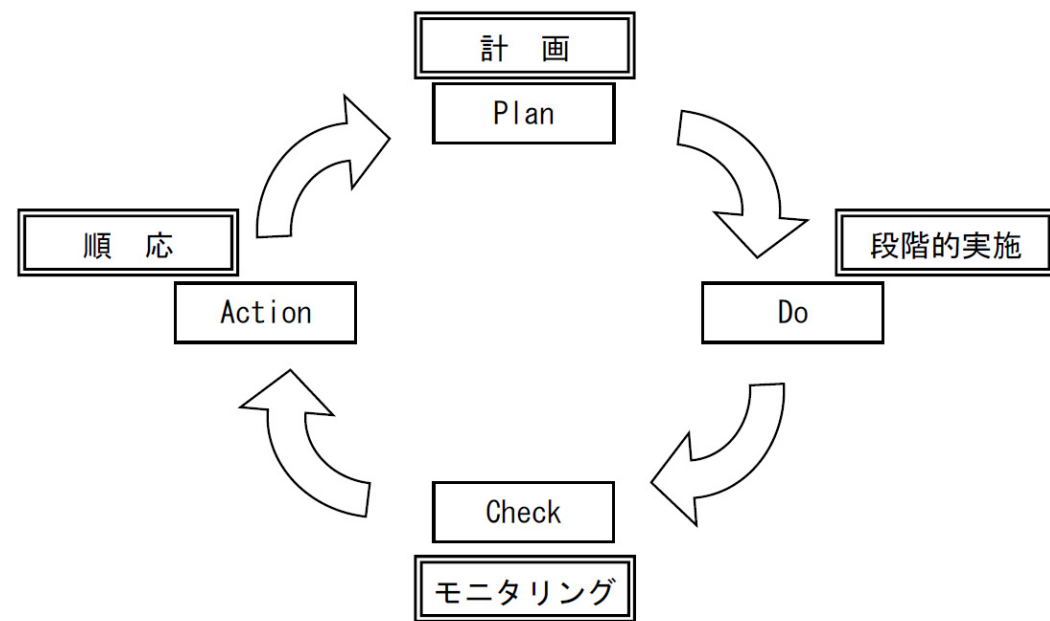 計　画
Plan
順　応
Action
段階的実施
Do
Check
モニタリング